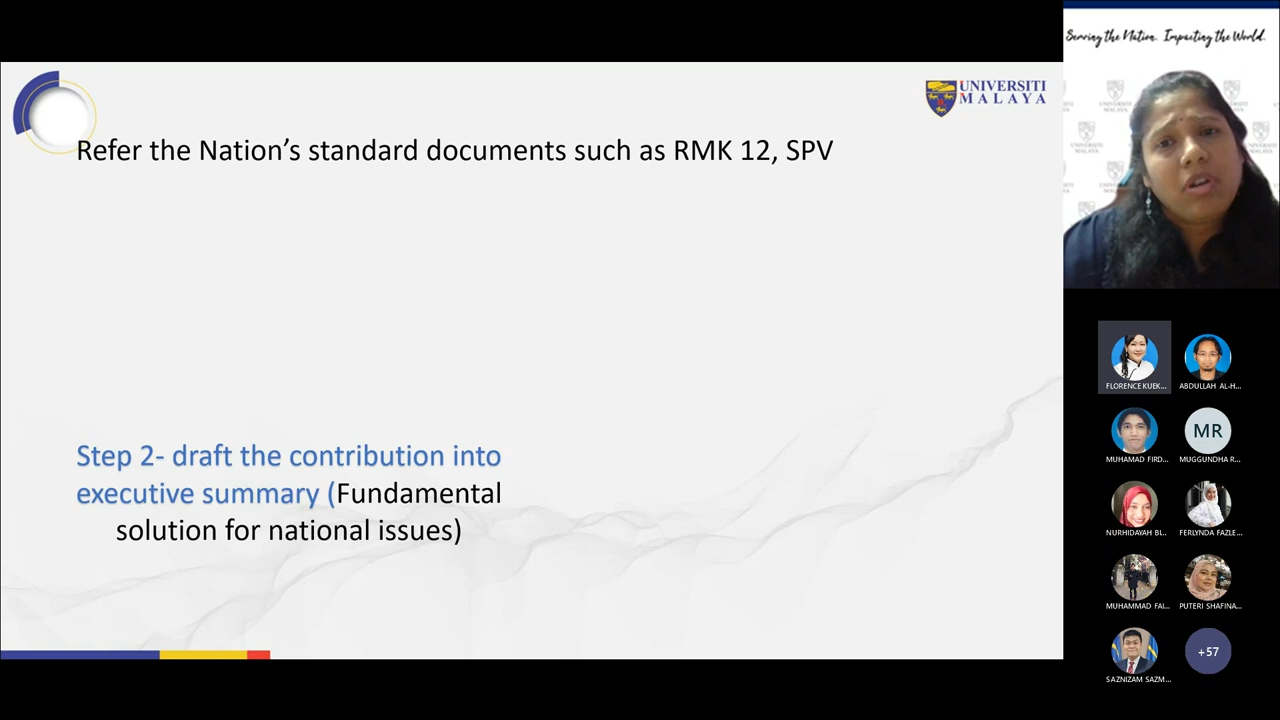 Serving the Nation. Impacting the World.
UNIVERSITI
MALAYA
Refer the Nation’s standard documents such as RMK 12, SPV
Step 2- draft the contribution into
executive summary (Fundamental
solution for national issues)
FLORENCE KUEK...
ABDULLAH AL-H...
MUHAMAD FIRD...
MR
MUGGUNDHA R...
NURHIDAYAH BI...
FERLYNDA FAZLE...
MUHAMMAD FAI...
PUTERI SHAFINA...
SAZNIZAM SAZM...
+57